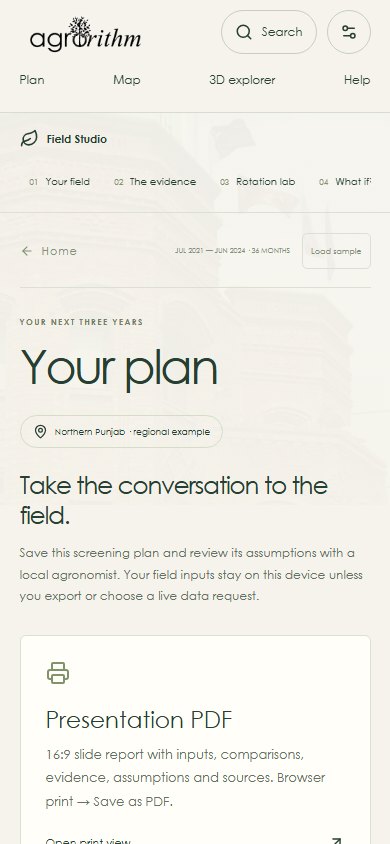 agrorithm
Search
Plan
Map
3D explorer
Help
Field Studio
01 Your field
02 The evidence
03 Rotation lab
04 What if
← Home
JUL 2021 — JUN 2024 · 36 MONTHS
Load sample
YOUR NEXT THREE YEARS
Your plan
Northern Punjab · regional example
Take the conversation to the
field.
Save this screening plan and review its assumptions with a
local agronomist. Your field inputs stay on this device unless
you export or choose a live data request.
Presentation PDF
16:9 slide report with inputs, comparisons,
evidence, assumptions and sources. Browser
print → Save as PDF.
Open print view